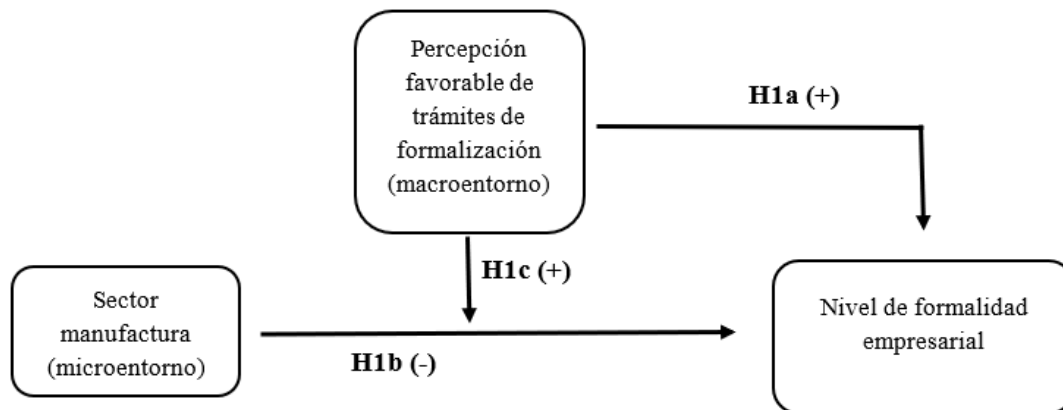 Percepción
favorable de
trámites de
formalización
(macroentorno)
H1a (+)
H1c (+)
Sector
manufactura
(microentorno)
H1b (-)
Nivel de formalidad
empresarial